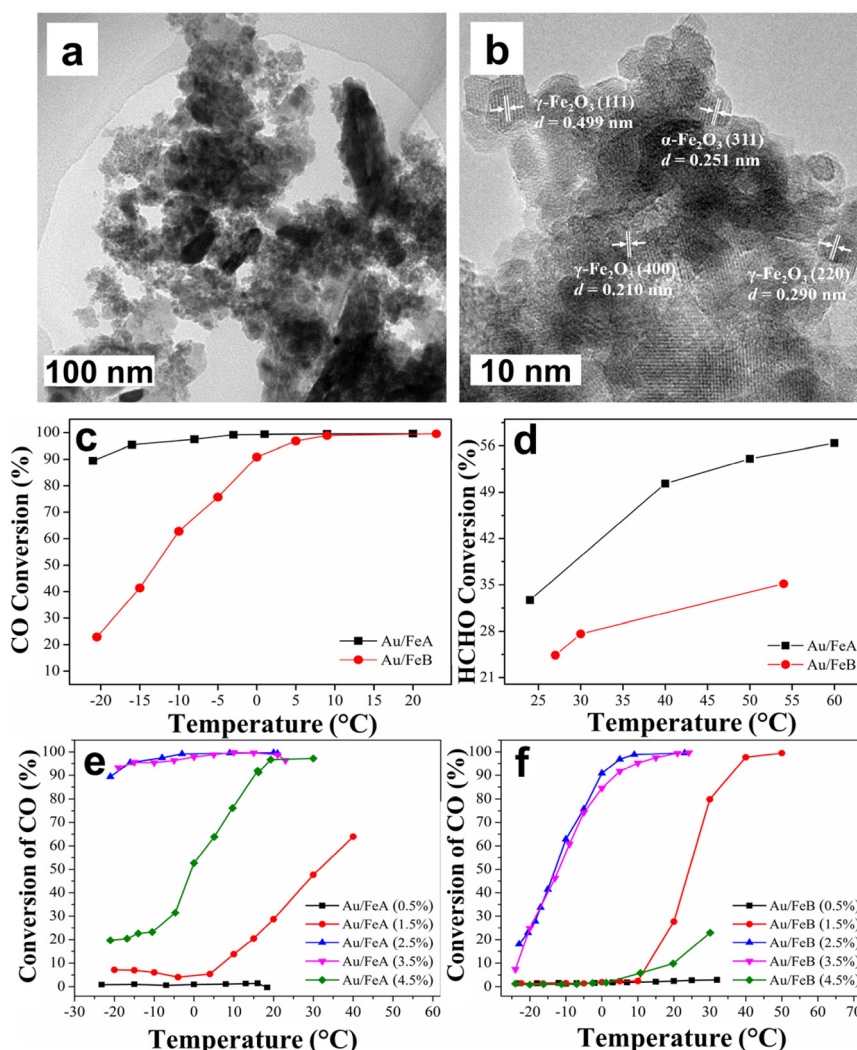 a
b
γ-Fe₂O₃ (111)
d = 0.499 nm
α-Fe₂O₃ (311)
d = 0.251 nm
γ-Fe₂O₃ (400)
d = 0.210 nm
γ-Fe₂O₃ (220)
d = 0.290 nm
100 nm
10 nm
c
CO Conversion (%)
100
90
80
70
60
50
40
30
20
10
Au/FeA
Au/FeB
-20 -15 -10 -5 0 5 10 15 20
Temperature (°C)
d
HCHO Conversion (%)
56
49
42
35
28
21
Au/FeA
Au/FeB
25 30 35 40 45 50 55 60
Temperature (°C)
e
Conversion of CO (%)
100
90
80
70
60
50
40
30
20
10
0
Au/FeA (0.5%)
Au/FeA (1.5%)
Au/FeA (2.5%)
Au/FeA (3.5%)
Au/FeA (4.5%)
-20 -10 0 10 20 30 40 50 60
Temperature (°C)
f
Conversion of CO (%)
100
90
80
70
60
50
40
30
20
10
0
Au/FeB (0.5%)
Au/FeB (1.5%)
Au/FeB (2.5%)
Au/FeB (3.5%)
Au/FeB (4.5%)
-20 -10 0 10 20 30 40 50 60 70
Temperature (°C)